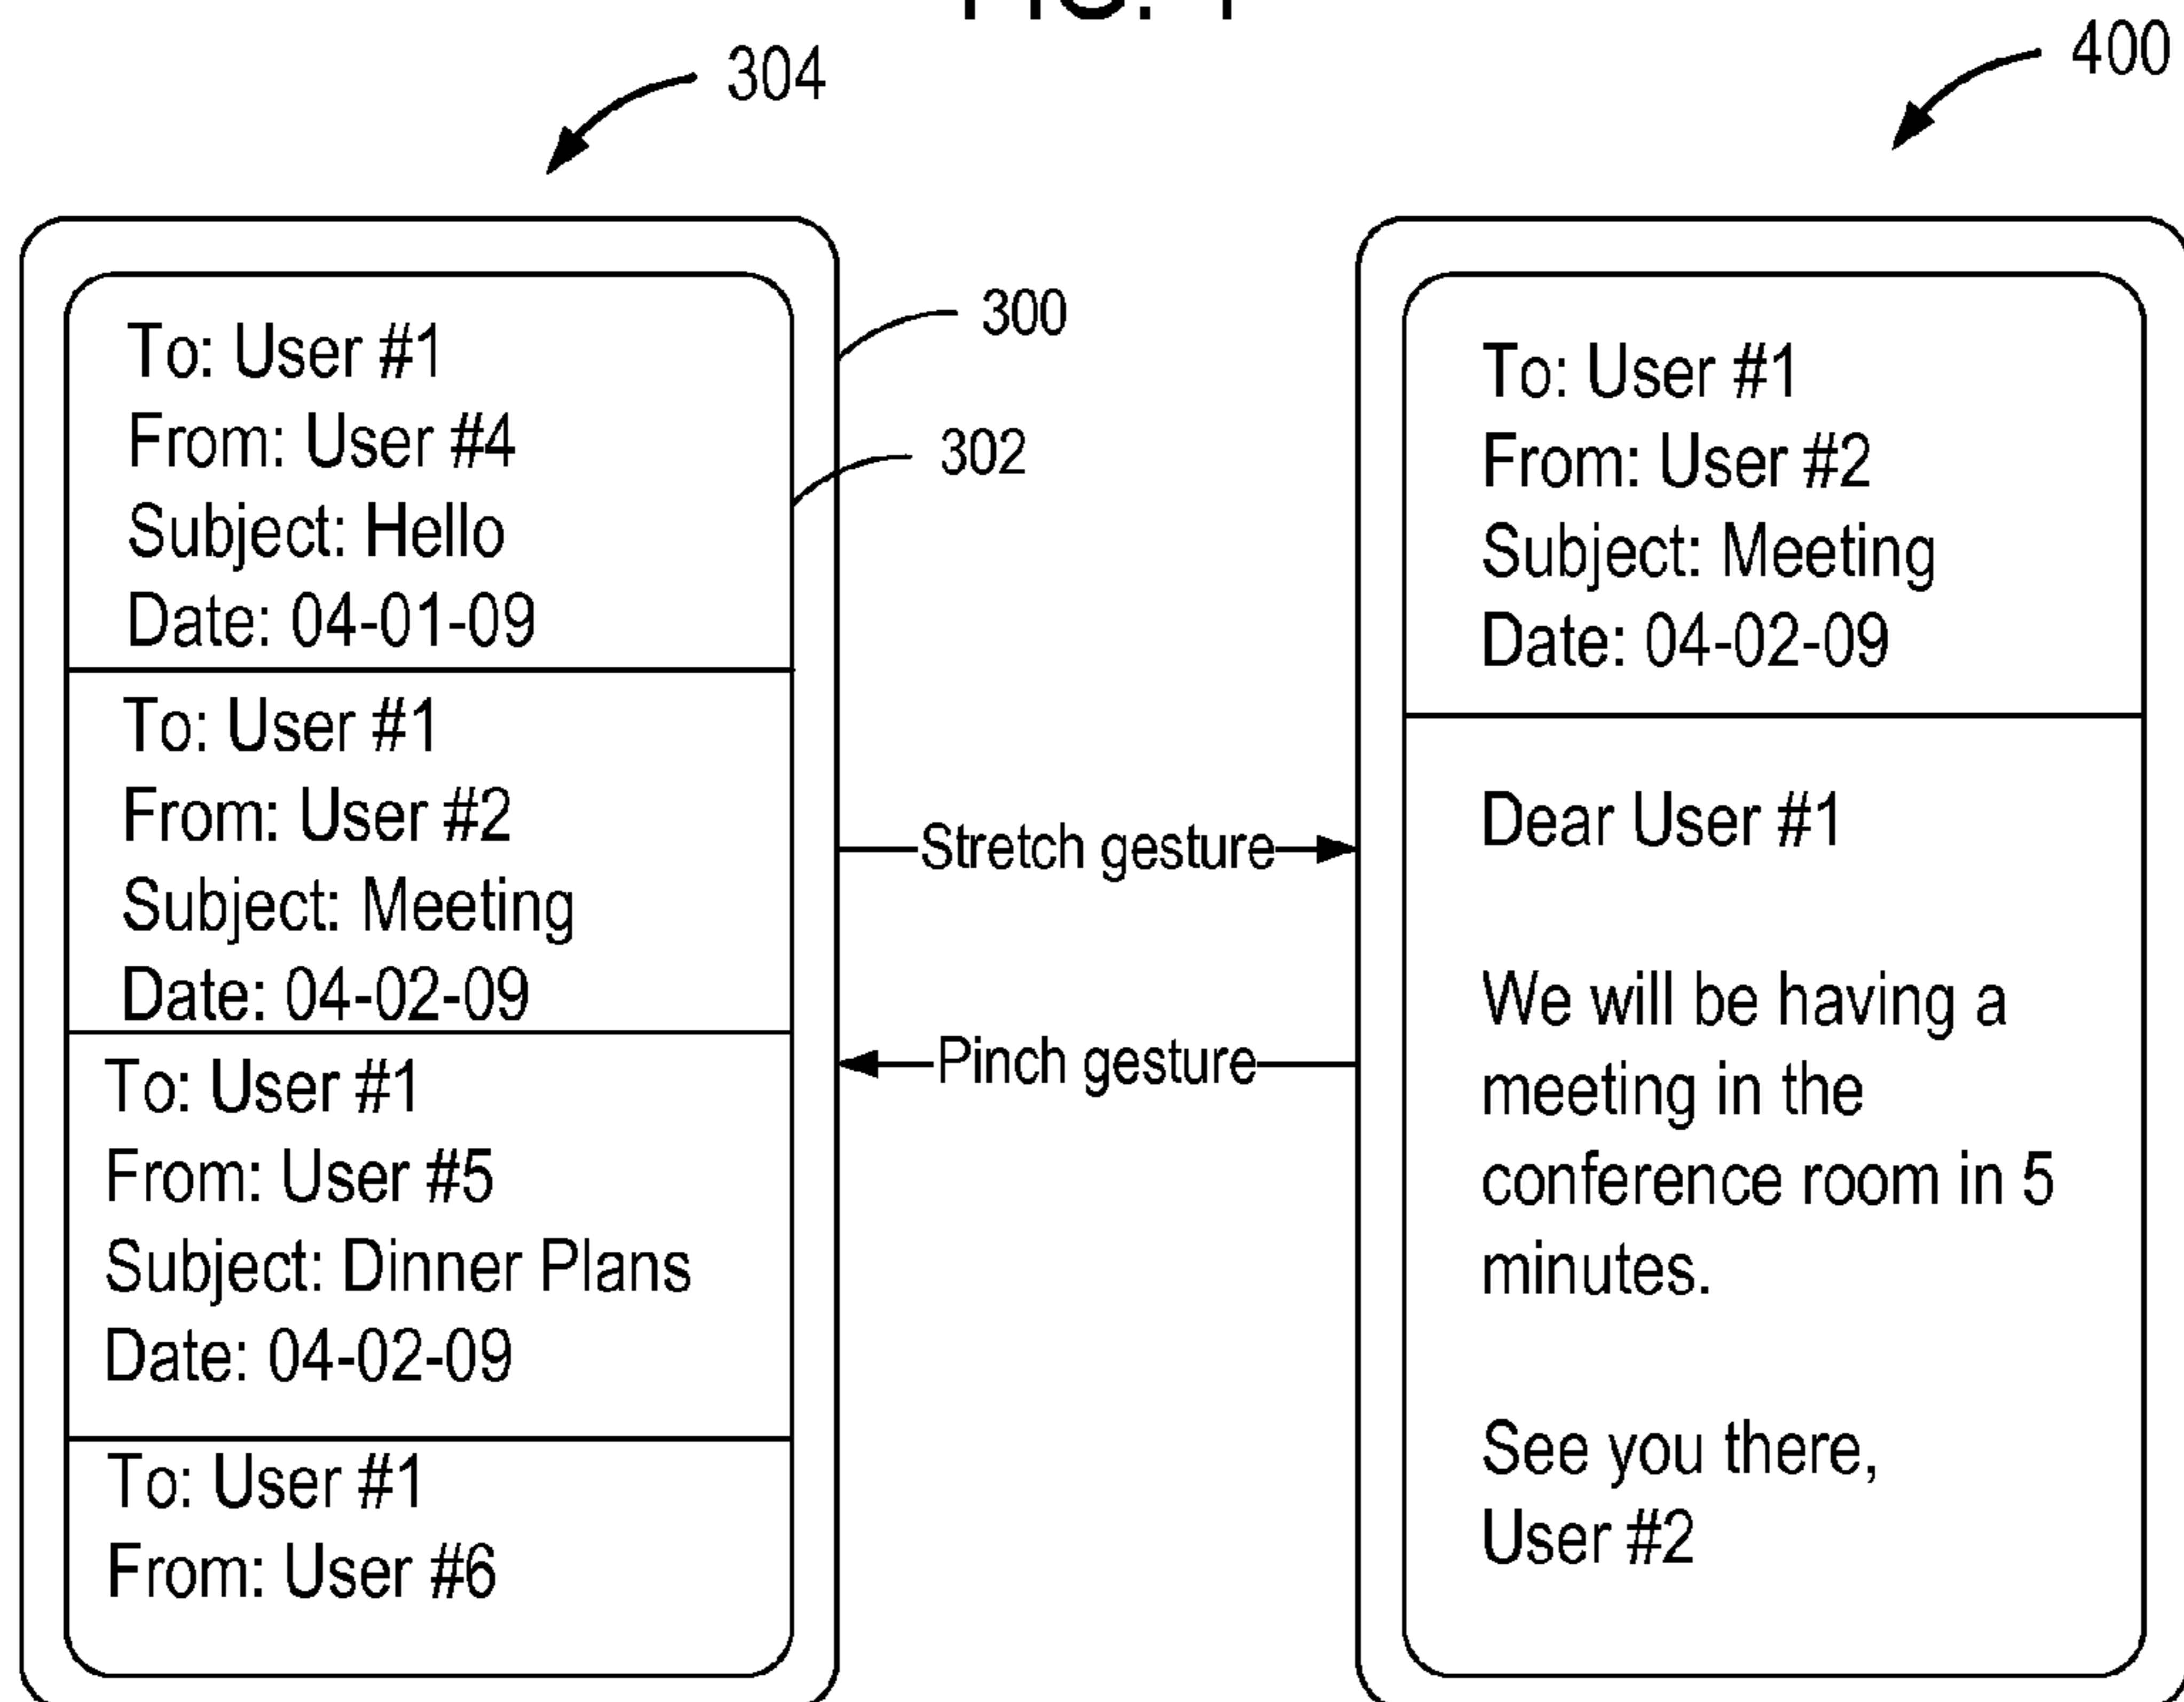 304
400
To: User #1
From: User #4
Subject: Hello
Date: 04-01-09
To: User #1
From: User #2
Subject: Meeting
Date: 04-02-09
To: User #1
From: User #5
Subject: Dinner Plans
Date: 04-02-09
To: User #1
From: User #6
300
302
Stretch gesture
Pinch gesture
To: User #1
From: User #2
Subject: Meeting
Date: 04-02-09
Dear User #1
We will be having a
meeting in the
conference room in 5
minutes.
See you there,
User #2